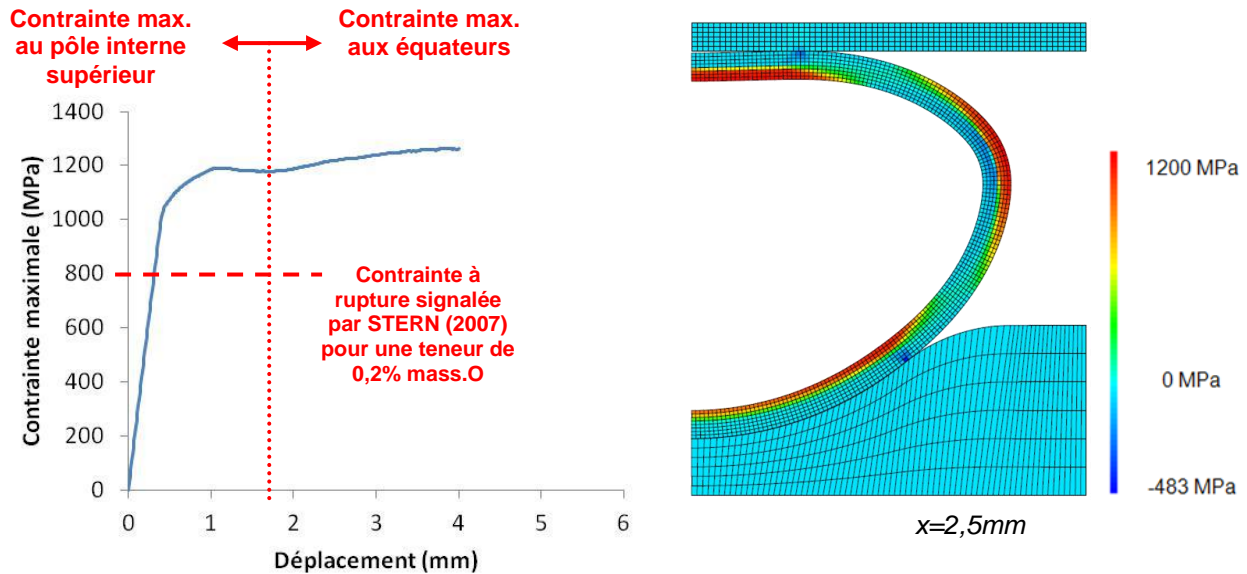 Contrainte max.
au pôle interne
supérieur
Contrainte max.
aux équateurs
Contrainte maximale (MPa)
1400
1200
1000
800
600
400
200
0
Contrainte à
rupture signalée
par STERN (2007)
pour une teneur de
0,2% mass.O
0 1 2 3 4 5 6
Déplacement (mm)
1200 MPa
0 MPa
-483 MPa
x=2,5mm